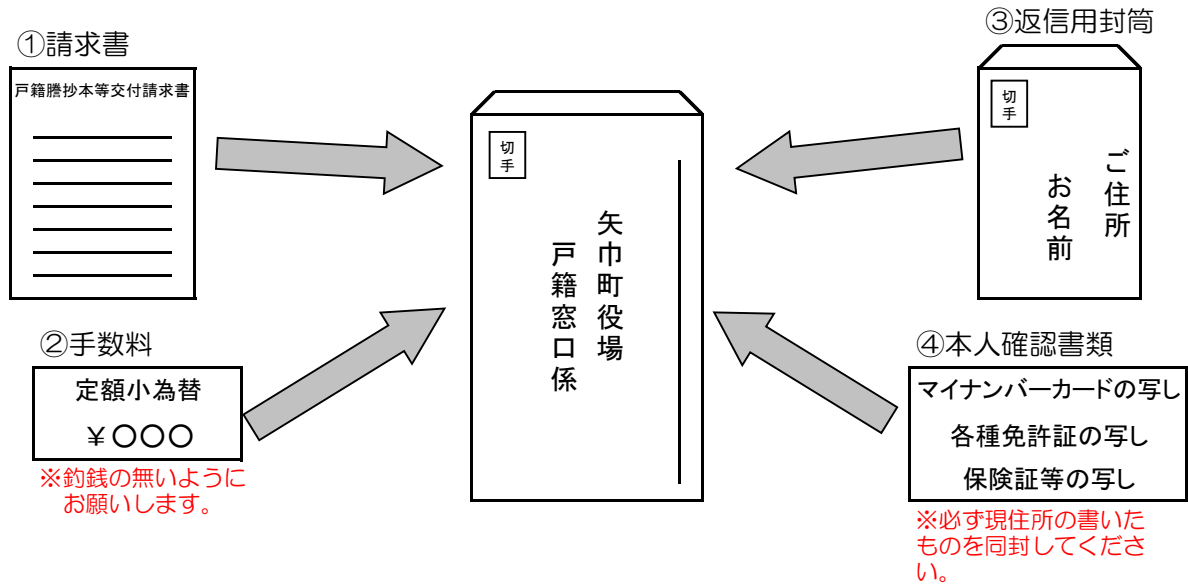 ①請求書
戸籍謄抄本等交付請求書
②手数料
定額小為替
￥〇〇〇
※釣銭の無いように
お願いします。
切
手
矢巾町役場
戸籍窓口係
③返信用封筒
切
手
ご住所
お名前
④本人確認書類
マイナンバーカードの写し
各種免許証の写し
保険証等の写し
※必ず現住所の書いた
ものを同封してくださ
い。